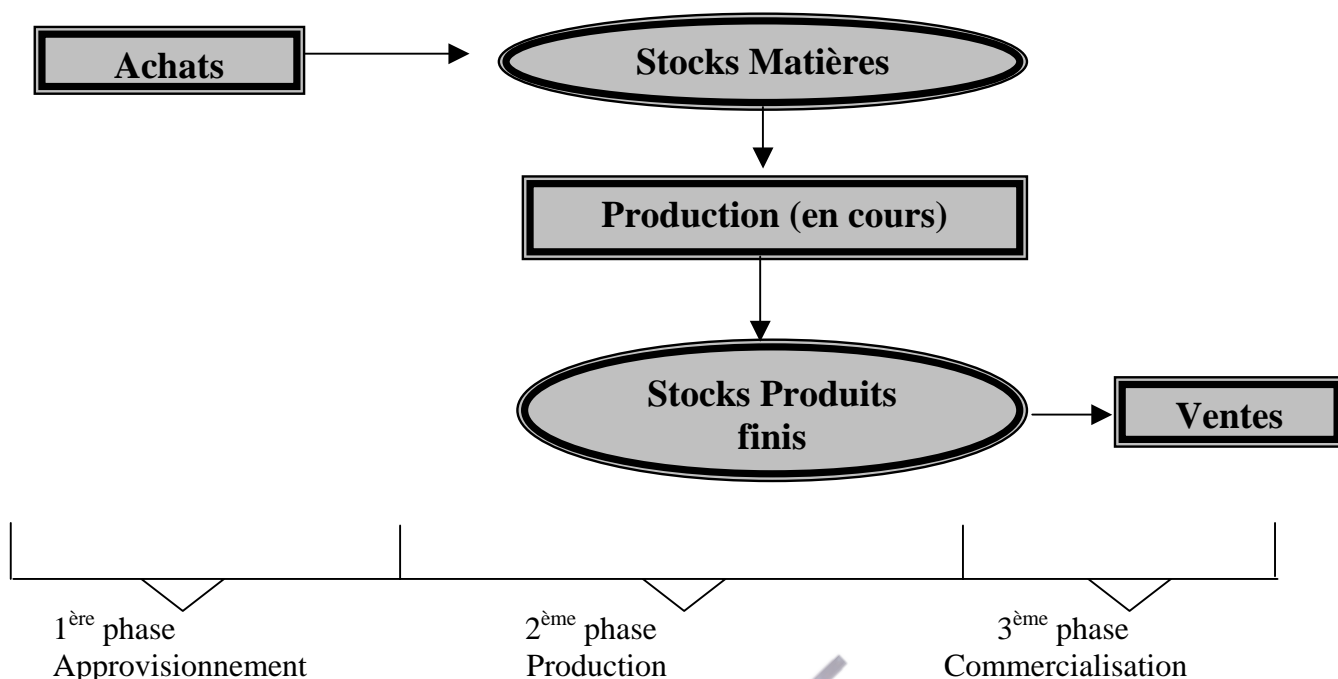 Achats
Stocks Matières
Production (en cours)
Stocks Produits
finis
Ventes
1ère phase
Approvisionnement
2ème phase
Production
3ème phase
Commercialisation